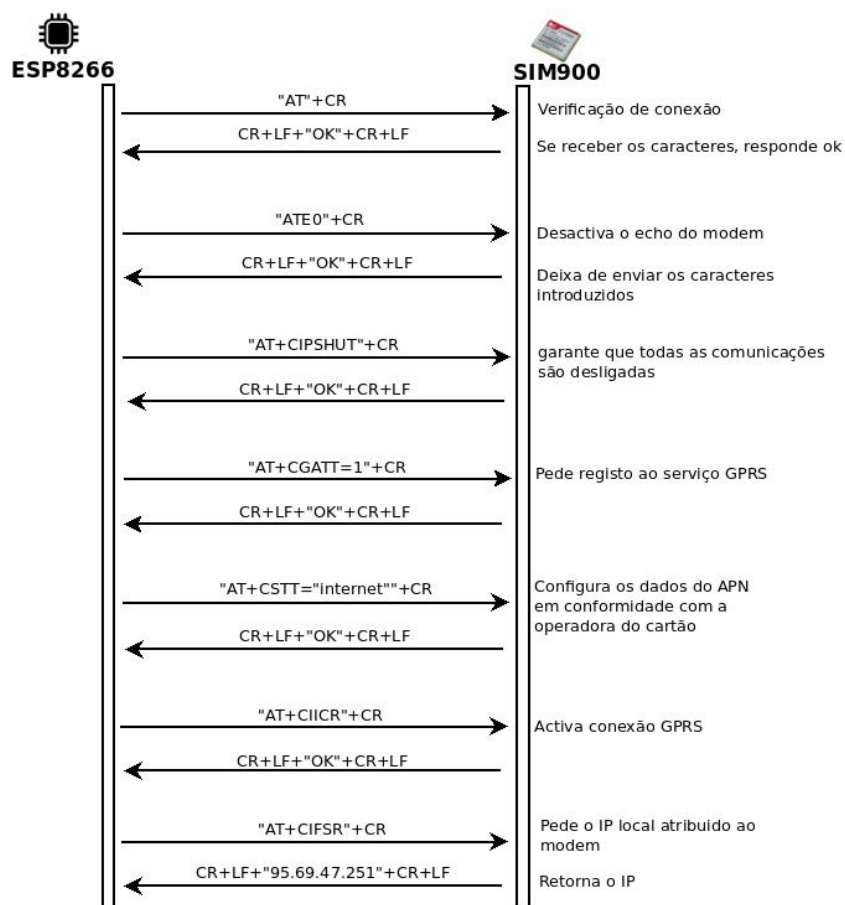 ESP8266
SIM900
"AT"+CR
Verificação de conexão
CR+LF+"OK"+CR+LF
Se receber os caracteres, responde ok
"ATE0"+CR
Desactiva o echo do modem
CR+LF+"OK"+CR+LF
Deixa de enviar os caracteres
introduzidos
"AT+CIPSHUT"+CR
garante que todas as comunicações
são desligadas
CR+LF+"OK"+CR+LF
"AT+CGATT=1"+CR
Pede registo ao serviço GPRS
CR+LF+"OK"+CR+LF
"AT+CSTT="internet""+CR
Configura os dados do APN
em conformidade com a
operadora do cartão
CR+LF+"OK"+CR+LF
"AT+CIICR"+CR
Activa conexão GPRS
CR+LF+"OK"+CR+LF
"AT+CIFSR"+CR
Pede o IP local atribuido ao
modem
CR+LF+"95.69.47.251"+CR+LF
Retorna o IP